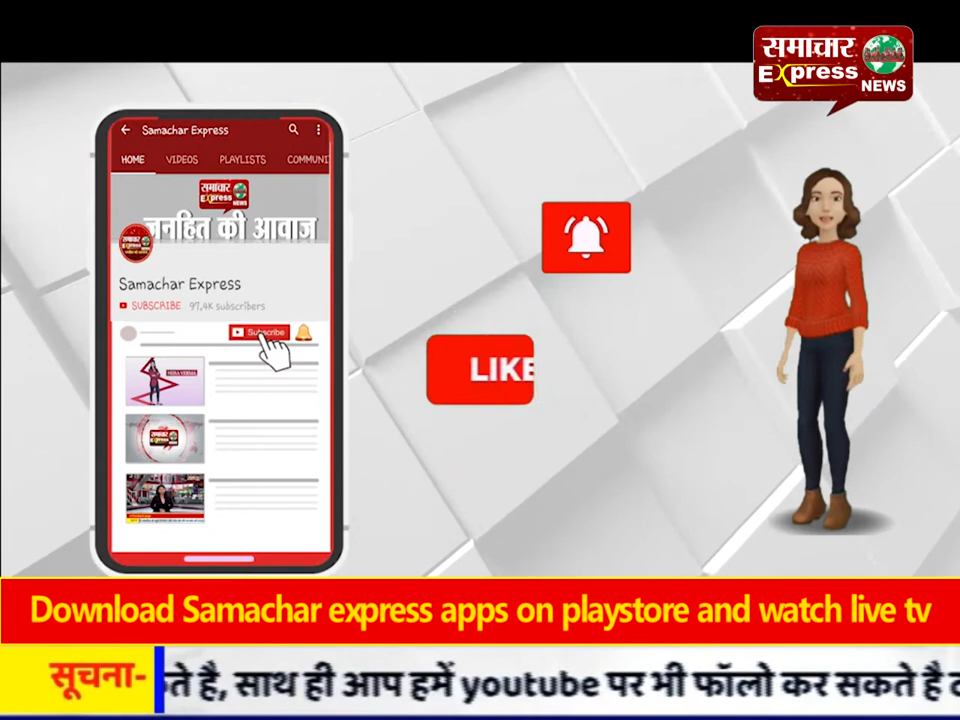 समाचार
Express
NEWS
Samachar Express
HOME VIDEOS PLAYLISTS COMMUNI
समाचार
Express
NEWS
जनहित की आवाज
Samachar Express
SUBSCRIBE 97.4K subscribers
Subscribe
LIKE
Download Samachar express apps on playstore and watch live tv
सूचना- ते है, साथ ही आप हमें youtube पर भी फॉलो कर सकते है